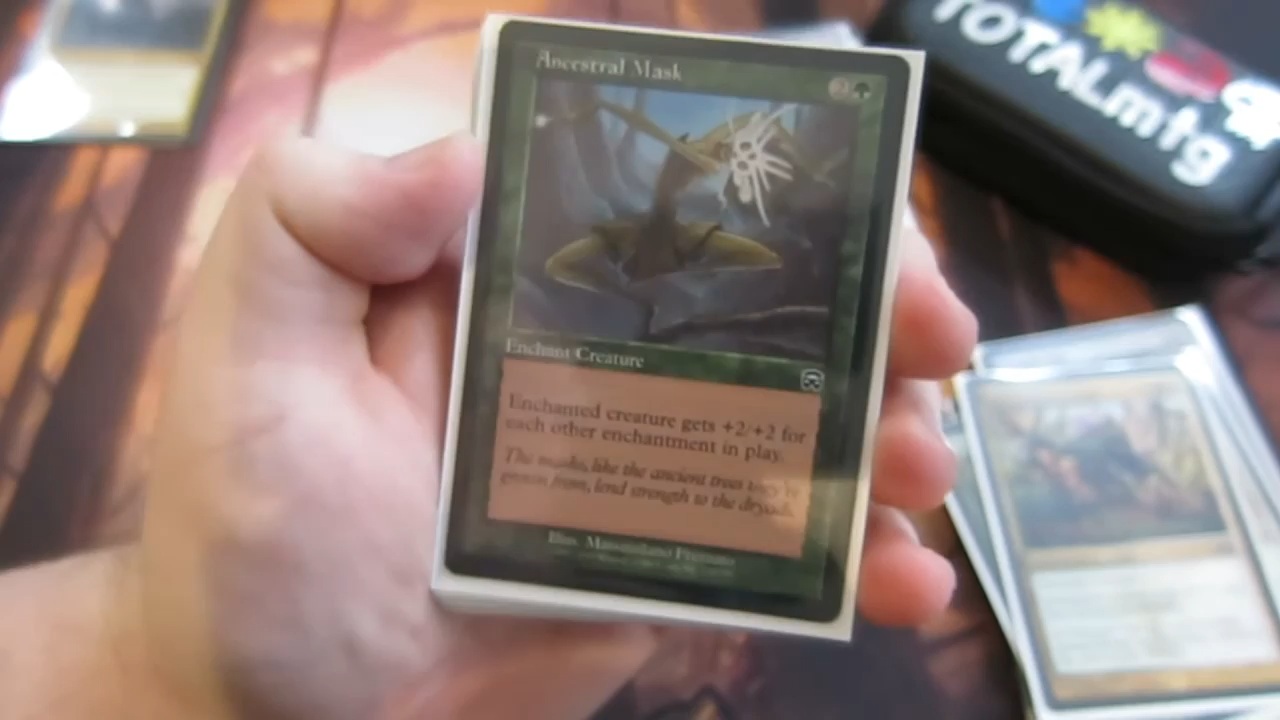 TOTALmtg
Ancestral Mask
2
Enchant Creature
Enchanted creature gets +2/+2 for
each other enchantment in play.
The masks, like the ancient trees they're
grown from, lend strength to the dryads.
Illus. Massimilano Frezzato